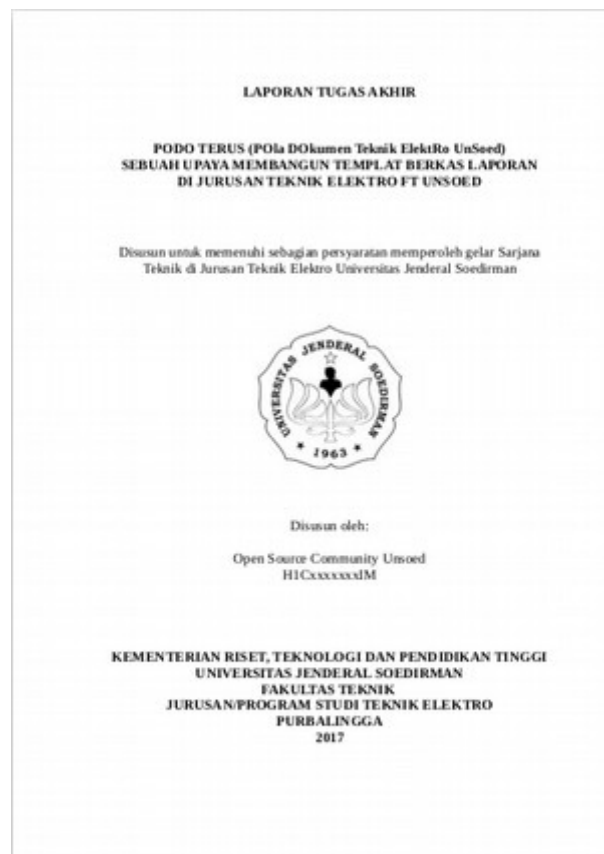 LAPORAN TUGAS AKHIR
PODO TERUS (POla DOkumen Teknik ElektRo UnSoed)
SEBUAH UPAYA MEMBANGUN TEMPLAT BERKAS LAPORAN
DI JURUSAN TEKNIK ELEKTRO FT UNSOED
Disusun untuk memenuhi sebagian persyaratan memperoleh gelar Sarjana
Teknik di Jurusan Teknik Elektro Universitas Jenderal Soedirman
UNIVERSITAS JENDERAL SOEDIRMAN
1963
Disusun oleh:
Open Source Community Unsoed
H1CxxxxxxxIM
KEMENTERIAN RISET, TEKNOLOGI DAN PENDIDIKAN TINGGI
UNIVERSITAS JENDERAL SOEDIRMAN
FAKULTAS TEKNIK
JURUSAN/PROGRAM STUDI TEKNIK ELEKTRO
PURBALINGGA
2017